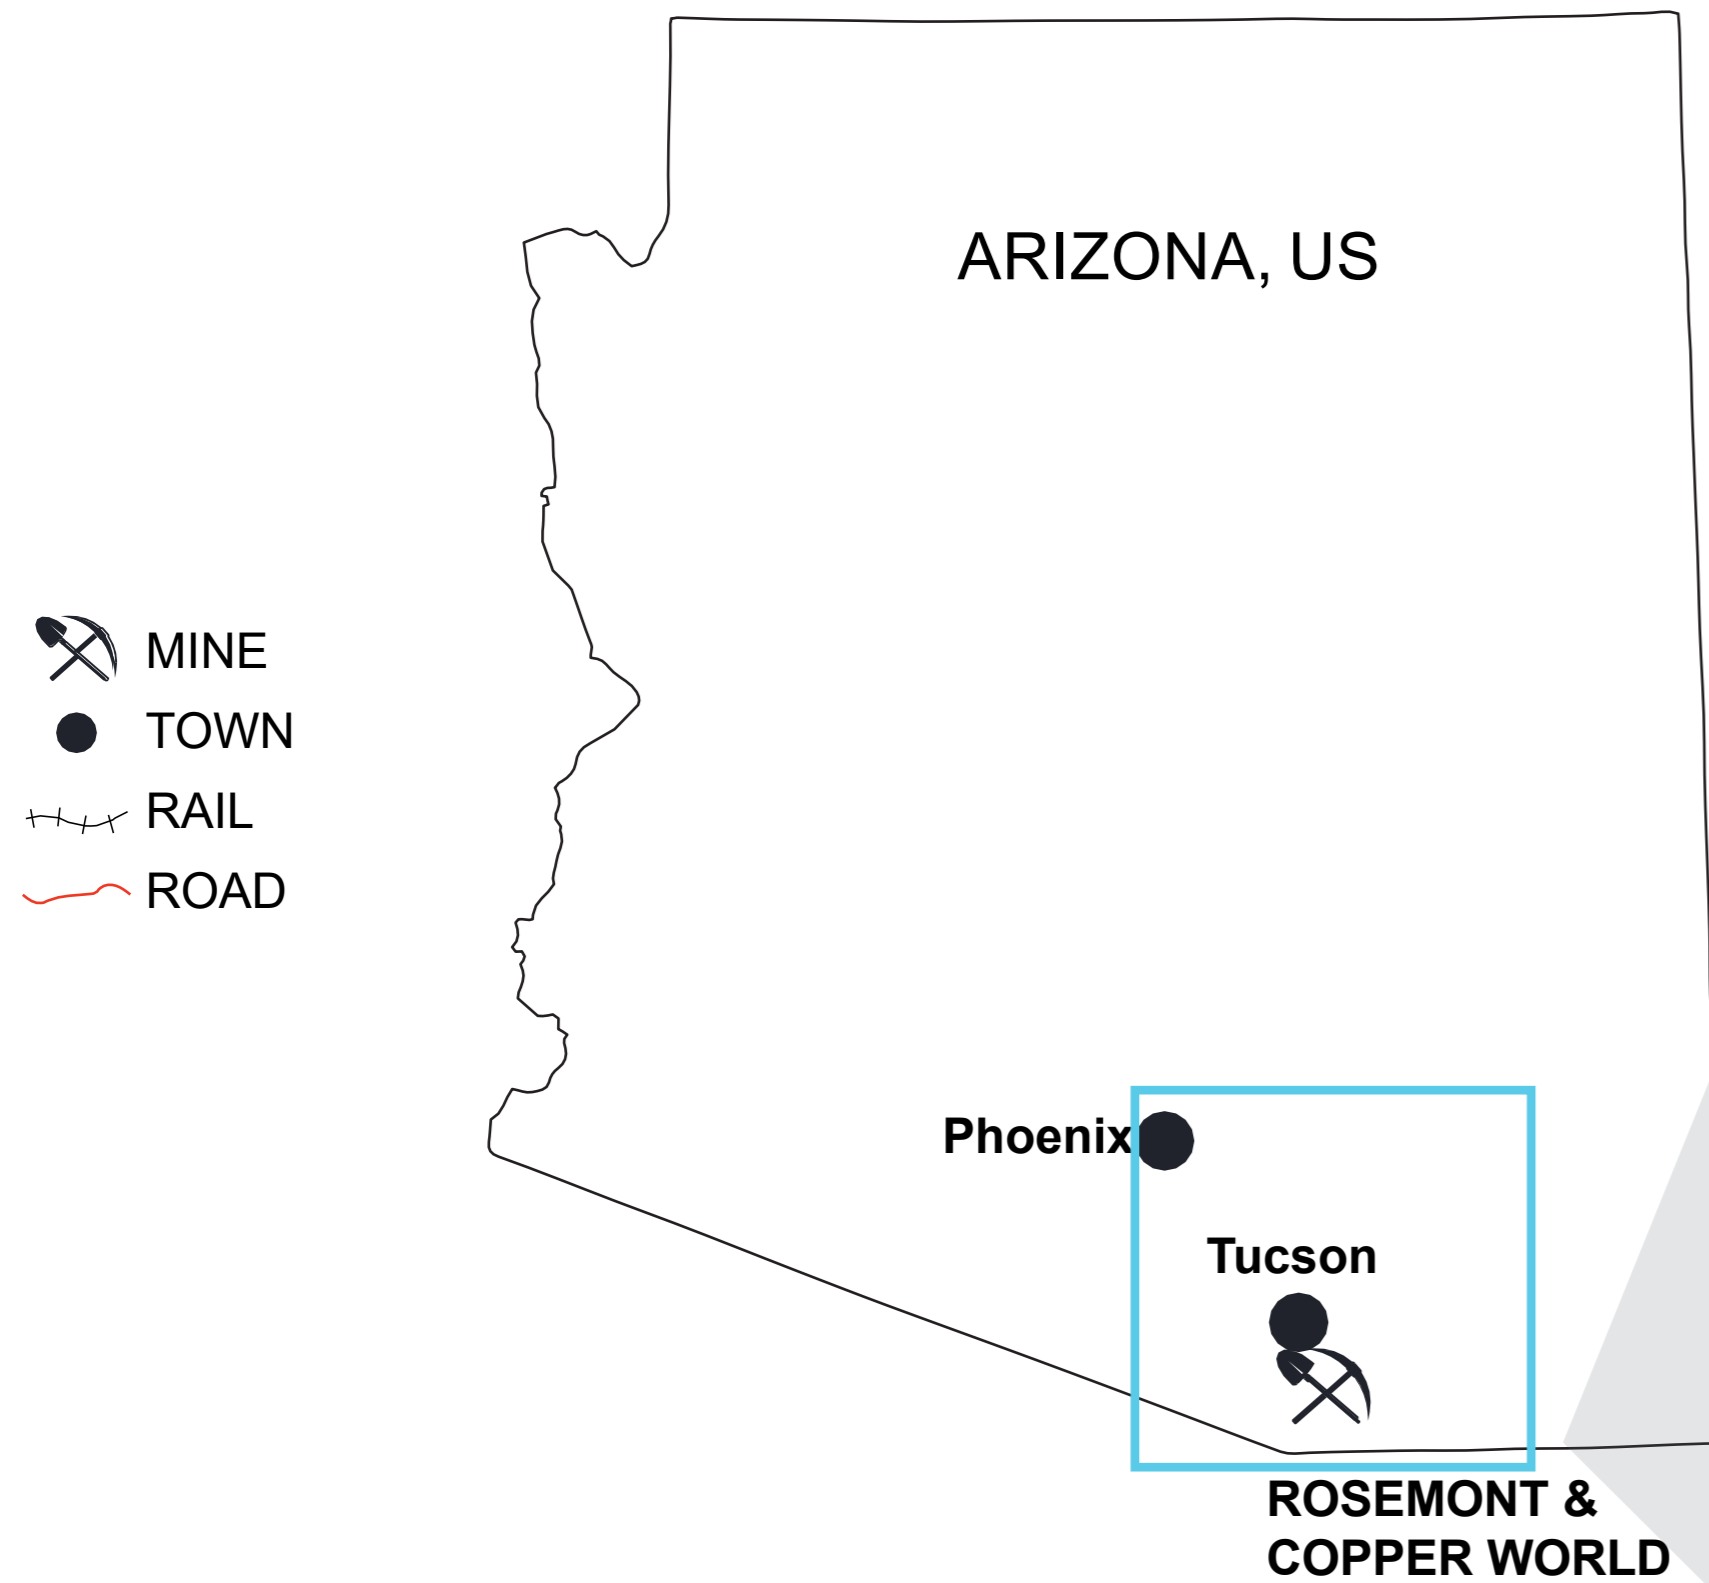 ARIZONA, US
MINE
TOWN
RAIL
ROAD
Phoenix
Tucson
ROSEMONT &
COPPER WORLD